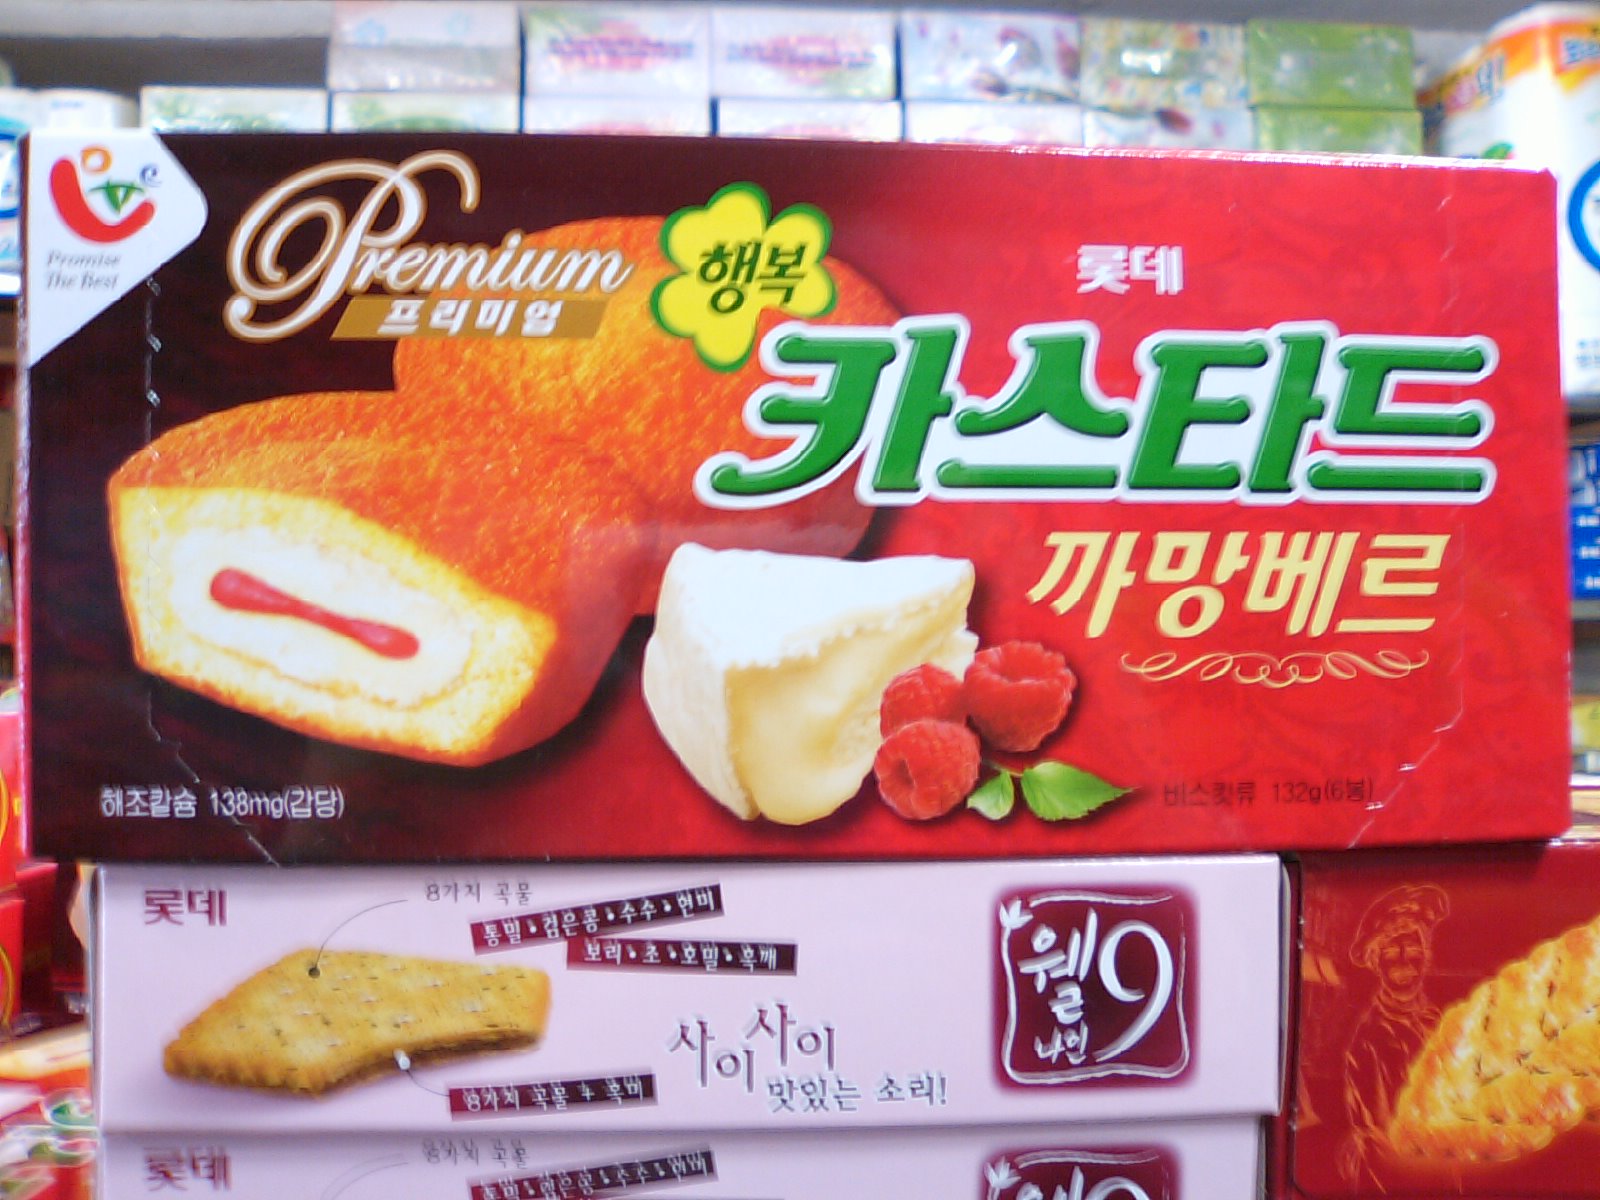 Promise
The Best
Premium
프리미엄
행복
롯데
카스타드
까망베르
해조칼슘 138mg(갑당)
비스킷류 132g(6봉)
롯데
8가지 곡물
통밀•검은콩•수수•현미
보리•조•호밀•흑깨
웰9
나인
사이사이
맛있는 소리!
8가지 곡물 + 흑미
롯데
8가지 곡물